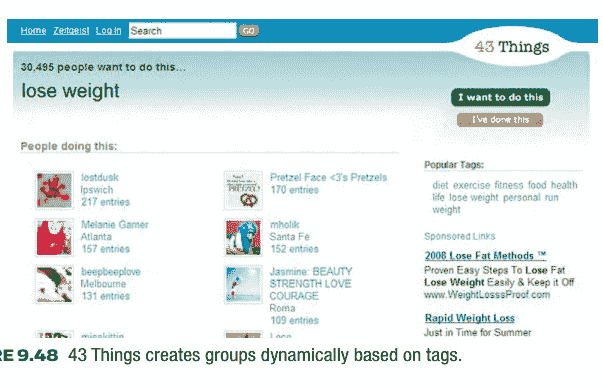 Home Zeitgeist Log in Search GO
43 Things
30,495 people want to do this...
lose weight
I want to do this
I've done this
People doing this:
lostdusk
Ipswich
217 entries
Pretzel Face <3's Pretzels
170 entries
Melanie Garner
Atlanta
157 entries
mholik
Santa Fe
152 entries
beepbeeplove
Melbourne
131 entries
Jasmine: BEAUTY
STRENGTH LOVE
COURAGE
Roma
109 entries
Popular Tags:
diet exercise fitness food health
life lose weight personal run
weight
Sponsored Links
2008 Lose Fat Methods ™
Proven Easy Steps To Lose Fat
Lose Weight Easily & Keep it Off
www.WeightLosssProof.com
Rapid Weight Loss
Just in Time for Summer
RE 9.48 43 Things creates groups dynamically based on tags.